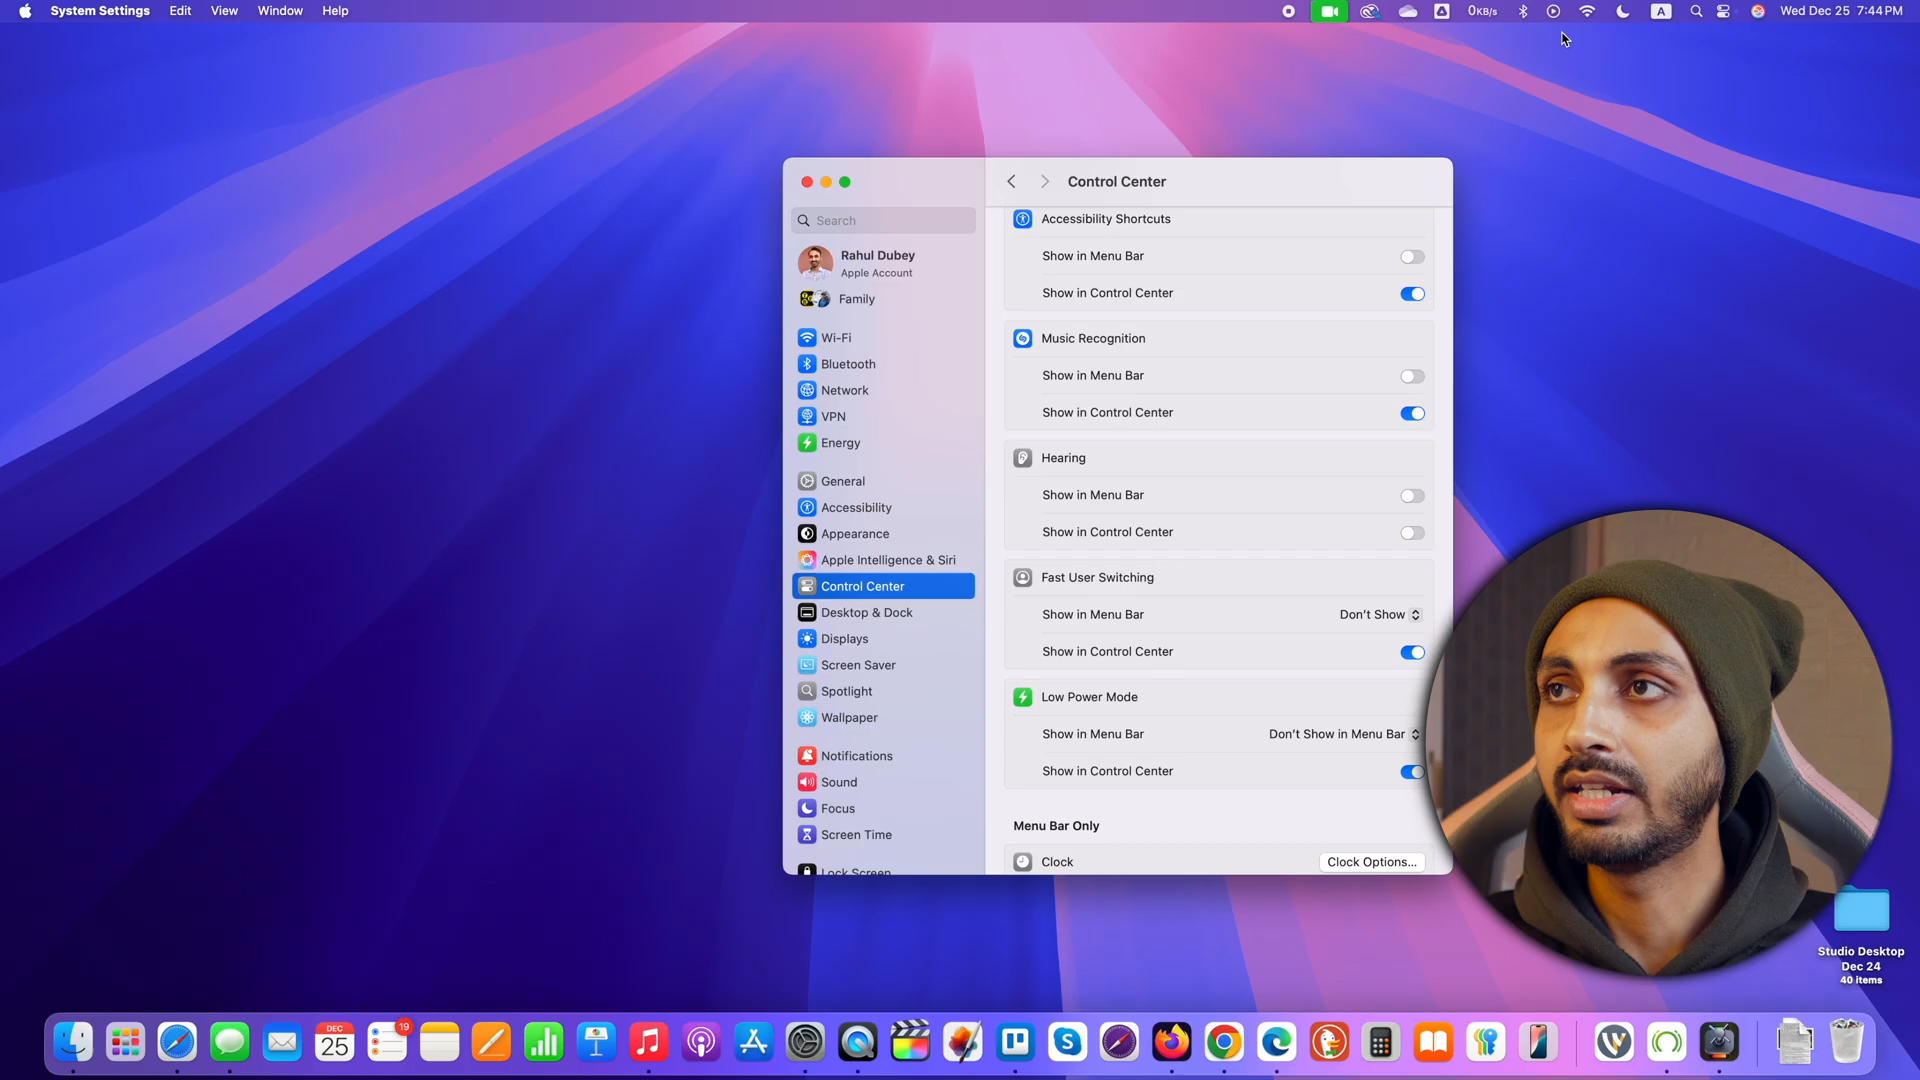 System Settings Edit View Window Help
0KB/s A Wed Dec 25 7:44PM
Control Center
Search
Rahul Dubey
Apple Account
Family
Wi-Fi
Bluetooth
Network
VPN
Energy
General
Accessibility
Appearance
Apple Intelligence & Siri
Control Center
Desktop & Dock
Displays
Screen Saver
Spotlight
Wallpaper
Notifications
Sound
Focus
Screen Time
Lock Screen
Accessibility Shortcuts
Show in Menu Bar
Show in Control Center
Music Recognition
Show in Menu Bar
Show in Control Center
Hearing
Show in Menu Bar
Show in Control Center
Fast User Switching
Show in Menu Bar Don't Show
Show in Control Center
Low Power Mode
Show in Menu Bar Don't Show in Menu Bar
Show in Control Center
Menu Bar Only
Clock Clock Options...
Studio Desktop
Dec 24
40 items
DEC
25
19